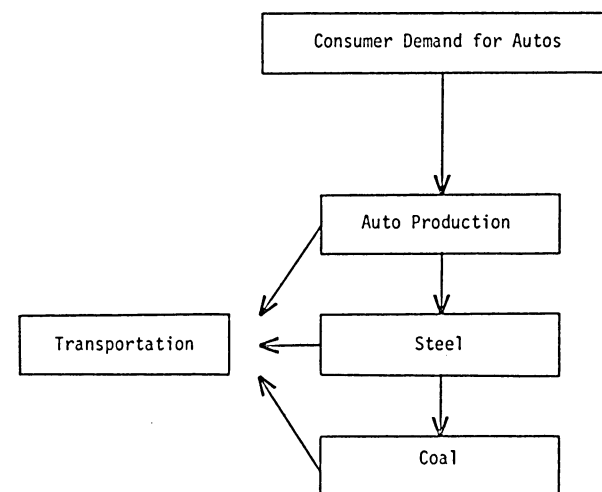 Consumer Demand for Autos
Auto Production
Transportation
Steel
Coal